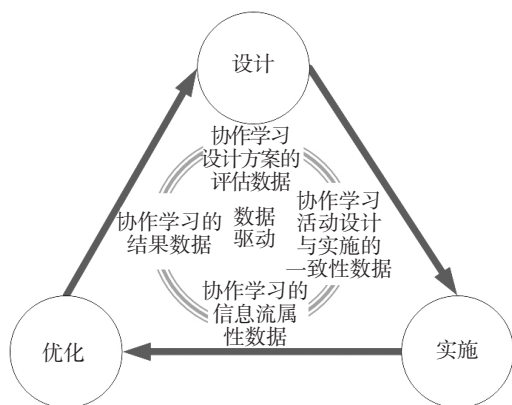 设计
协作学习
设计方案的
评估数据
协作学习的
结果数据
数据
驱动
协作学习
活动设计
与实施的
一致性数据
协作学习的
信息流属
性数据
优化
实施